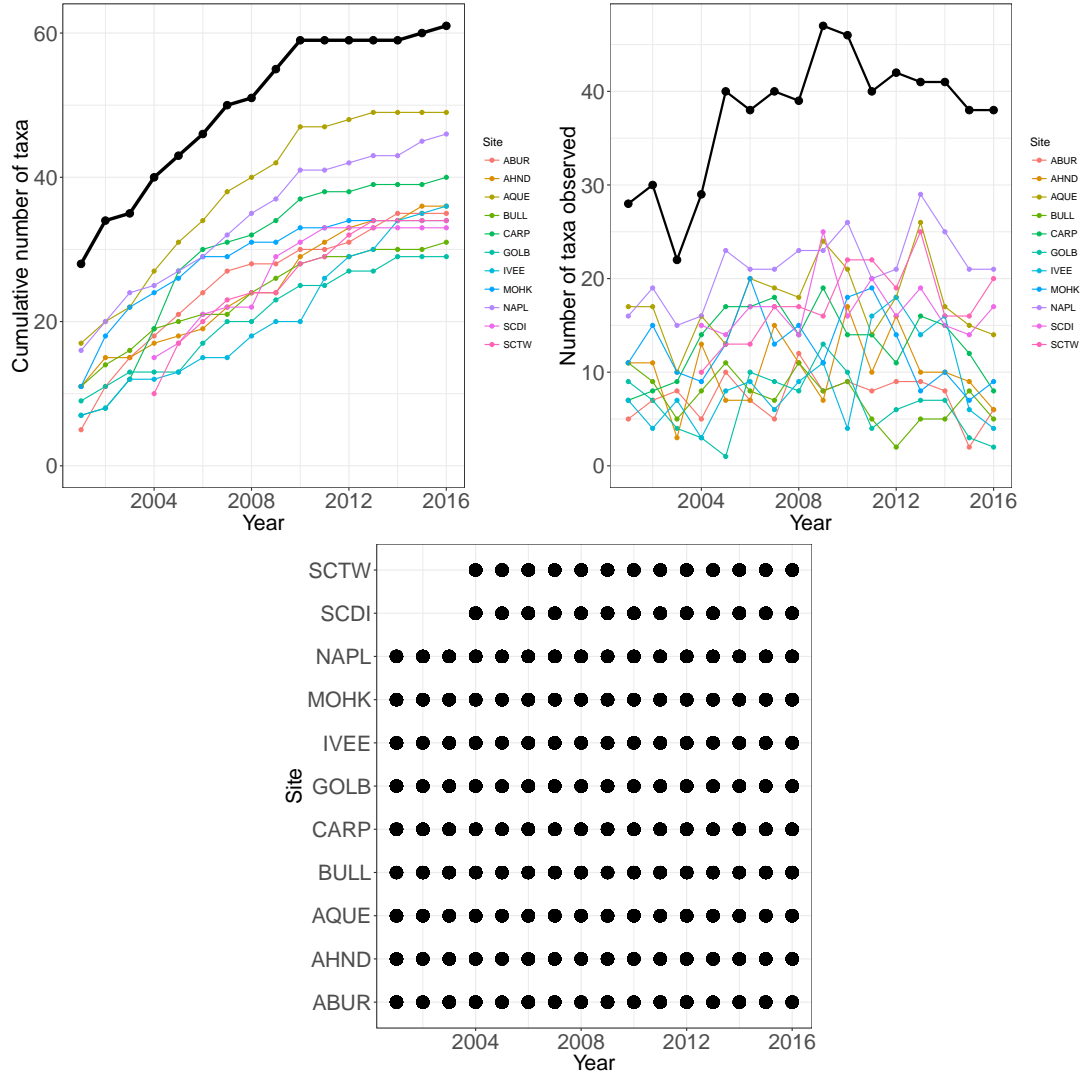 Cumulative number of taxa
60
40
20
0
2004 2008 2012 2016
Year
Site
ABUR
AHND
AQUE
BULL
CARP
GOLB
IVEE
MOHK
NAPL
SCDI
SCTW
Number of taxa observed
40
30
20
10
0
2004 2008 2012 2016
Year
Site
ABUR
AHND
AQUE
BULL
CARP
GOLB
IVEE
MOHK
NAPL
SCDI
SCTW
Site
SCTW
SCDI
NAPL
MOHK
IVEE
GOLB
CARP
BULL
AQUE
AHND
ABUR
2004 2008 2012 2016
Year